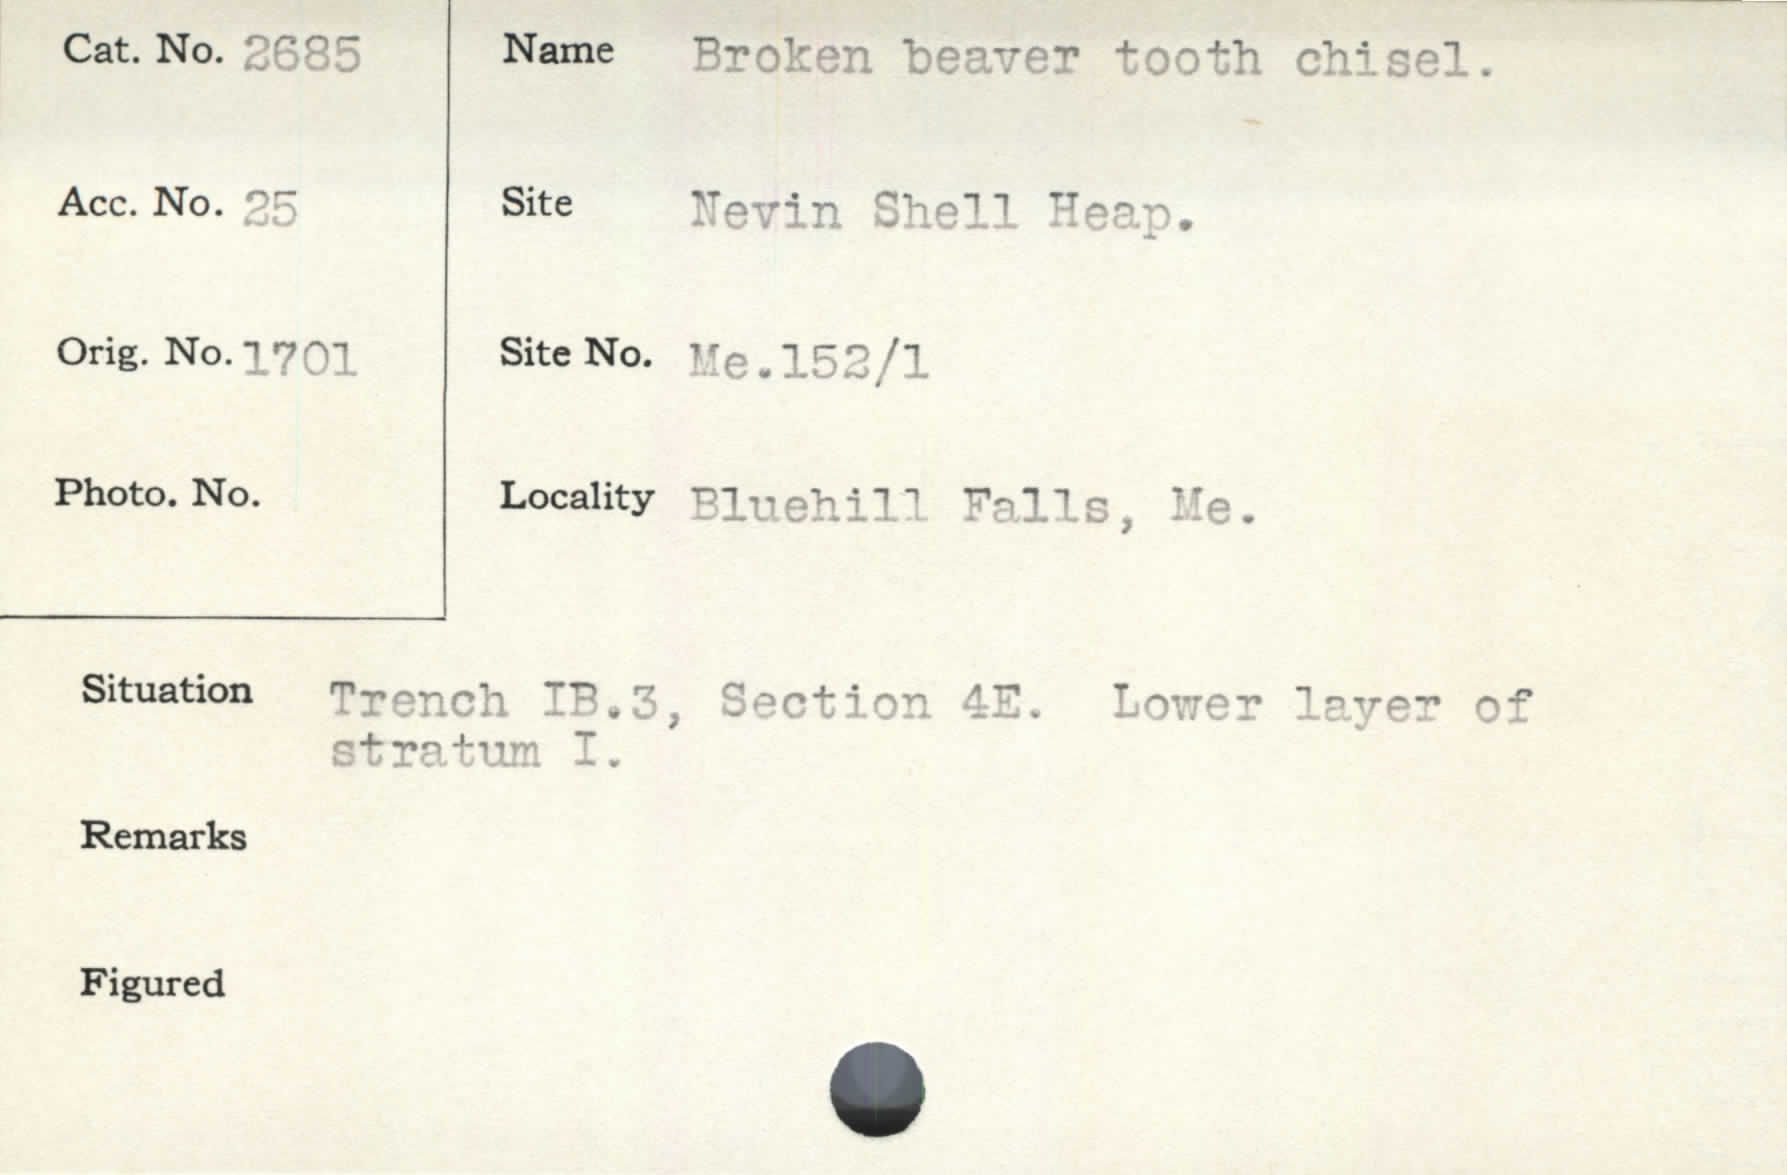 Cat. No. 2685
Acc. No. 25
Orig. No. 1701
Photo. No.
Name Broken beaver tooth chisel.
Site Nevin Shell Heap.
Site No. Me.152/1
Locality Bluehill Falls, Me.
Situation Trench IB.3, Section 4E. Lower layer of
stratum I.
Remarks
Figured